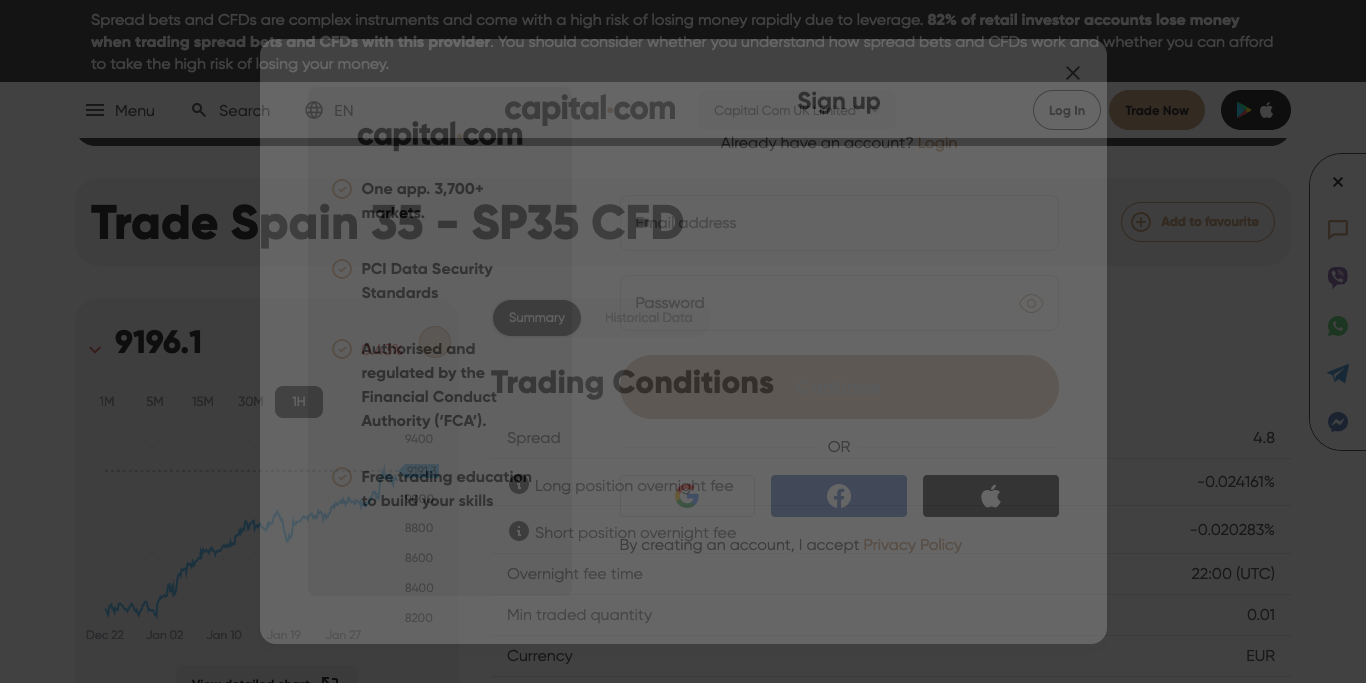 Spread bets and CFDs are complex instruments and come with a high risk of losing money rapidly due to leverage. 82% of retail investor accounts lose money
when trading spread bets and CFDs with this provider. You should consider whether you understand how spread bets and CFDs work and whether you can afford
to take the high risk of losing your money.
Menu
Search
EN
capital.com
Capital Com UK Limited
Log In
Trade Now
Sign up
Already have an account? Login
capital.com
One app. 3,700+
markets.
PCI Data Security
Standards
Authorised and
regulated by the
Financial Conduct
Authority (‘FCA’).
Free trading education
to build your skills
Email address
Password
OR
By creating an account, I accept Privacy Policy
Trade Spain 35 - SP35 CFD
Add to favourite
9196.1
1M
5M
15M
30M
1H
9400
8800
8600
8400
8200
Dec 22
Jan 02
Jan 10
Jan 19
Jan 27
View detailed chart
Summary
Historical Data
Trading Conditions
Spread
4.8
Long position overnight fee
-0.024161%
Short position overnight fee
-0.020283%
Overnight fee time
22:00 (UTC)
Min traded quantity
0.01
Currency
EUR